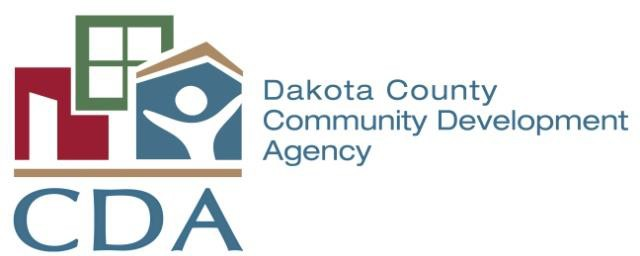 Dakota County
Community Development
Agency
CDA